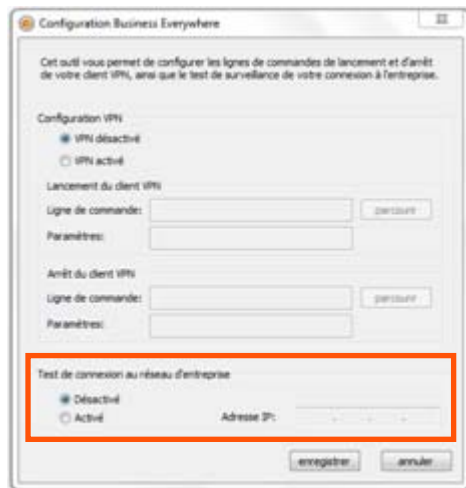 Configuration Business Everywhere
Cet outil vous permet de configurer les lignes de commandes de lancement et d'arrêt
de votre client VPN, ainsi que le test de surveillance de votre connexion à l'entreprise.
Configuration VPN
VPN désactivé
VPN activé
Lancement du client VPN
Ligne de commande: parcourir
Paramètres:
Arrêt du client VPN
Ligne de commande: parcourir
Paramètres:
Test de connexion au réseau d'entreprise
Désactivé
Activé Adresse IP: . . .
enregistrer annuler